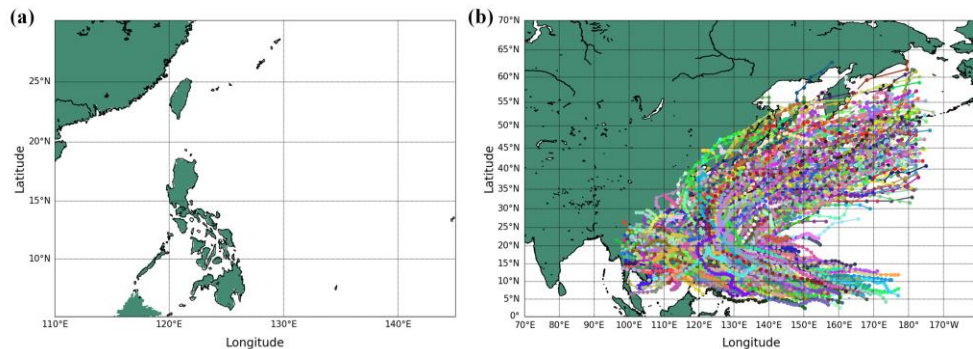 (a)
25°N
20°N
15°N
10°N
Latitude
110°E 120°E 130°E 140°E
Longitude
(b)
70°N
65°N
60°N
55°N
50°N
45°N
40°N
35°N
30°N
25°N
20°N
15°N
10°N
5°N
0°
Latitude
70°E 80°E 90°E 100°E 110°E 120°E 130°E 140°E 150°E 160°E 170°E 180° 170°W
Longitude